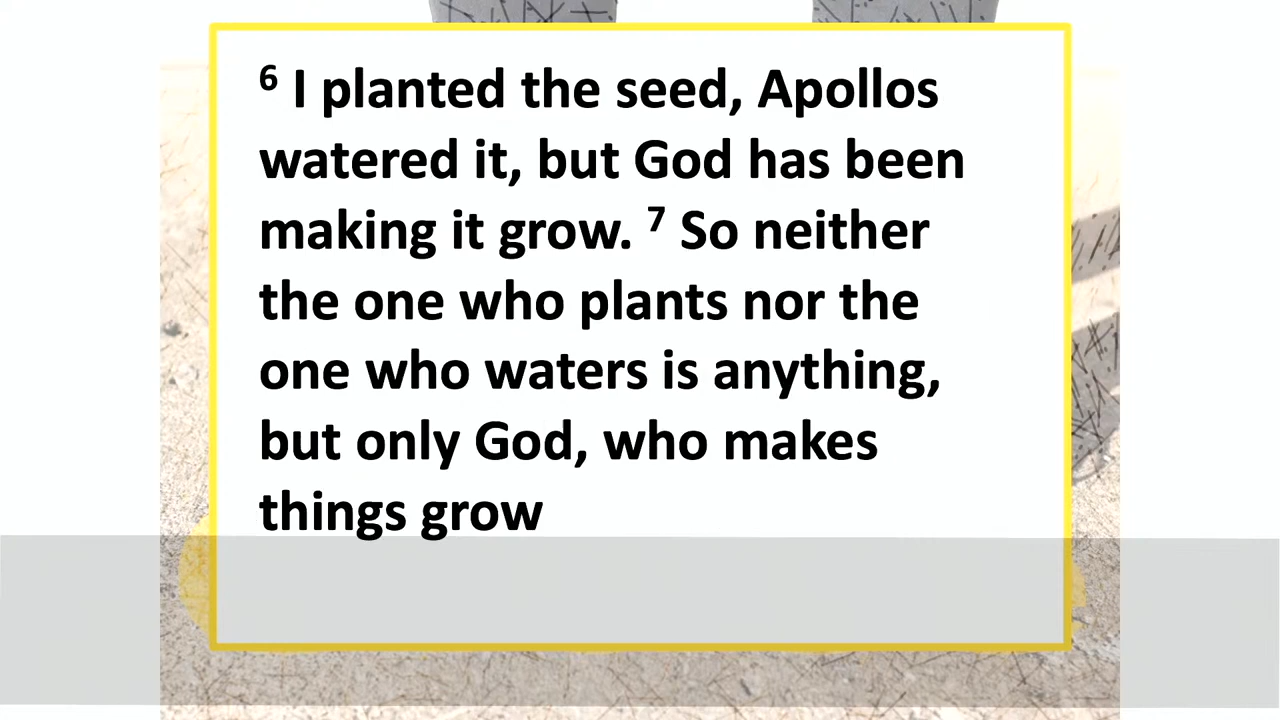 6 I planted the seed, Apollos
watered it, but God has been
making it grow. 7 So neither
the one who plants nor the
one who waters is anything,
but only God, who makes
things grow